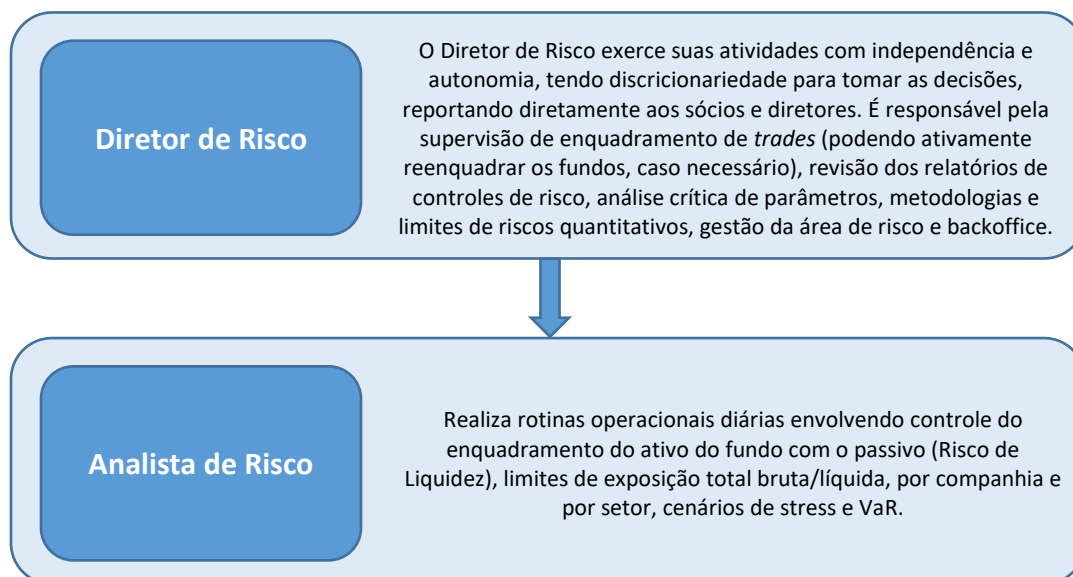 Diretor de Risco
O Diretor de Risco exerce suas atividades com independência e
autonomia, tendo discricionariedade para tomar as decisões,
reportando diretamente aos sócios e diretores. É responsável pela
supervisão de enquadramento de trades (podendo ativamente
reenquadrar os fundos, caso necessário), revisão dos relatórios de
controles de risco, análise crítica de parâmetros, metodologias e
limites de riscos quantitativos, gestão da área de risco e backoffice.
Analista de Risco
Realiza rotinas operacionais diárias envolvendo controle do
enquadramento do ativo do fundo com o passivo (Risco de
Liquidez), limites de exposição total bruta/líquida, por companhia e
por setor, cenários de stress e VaR.